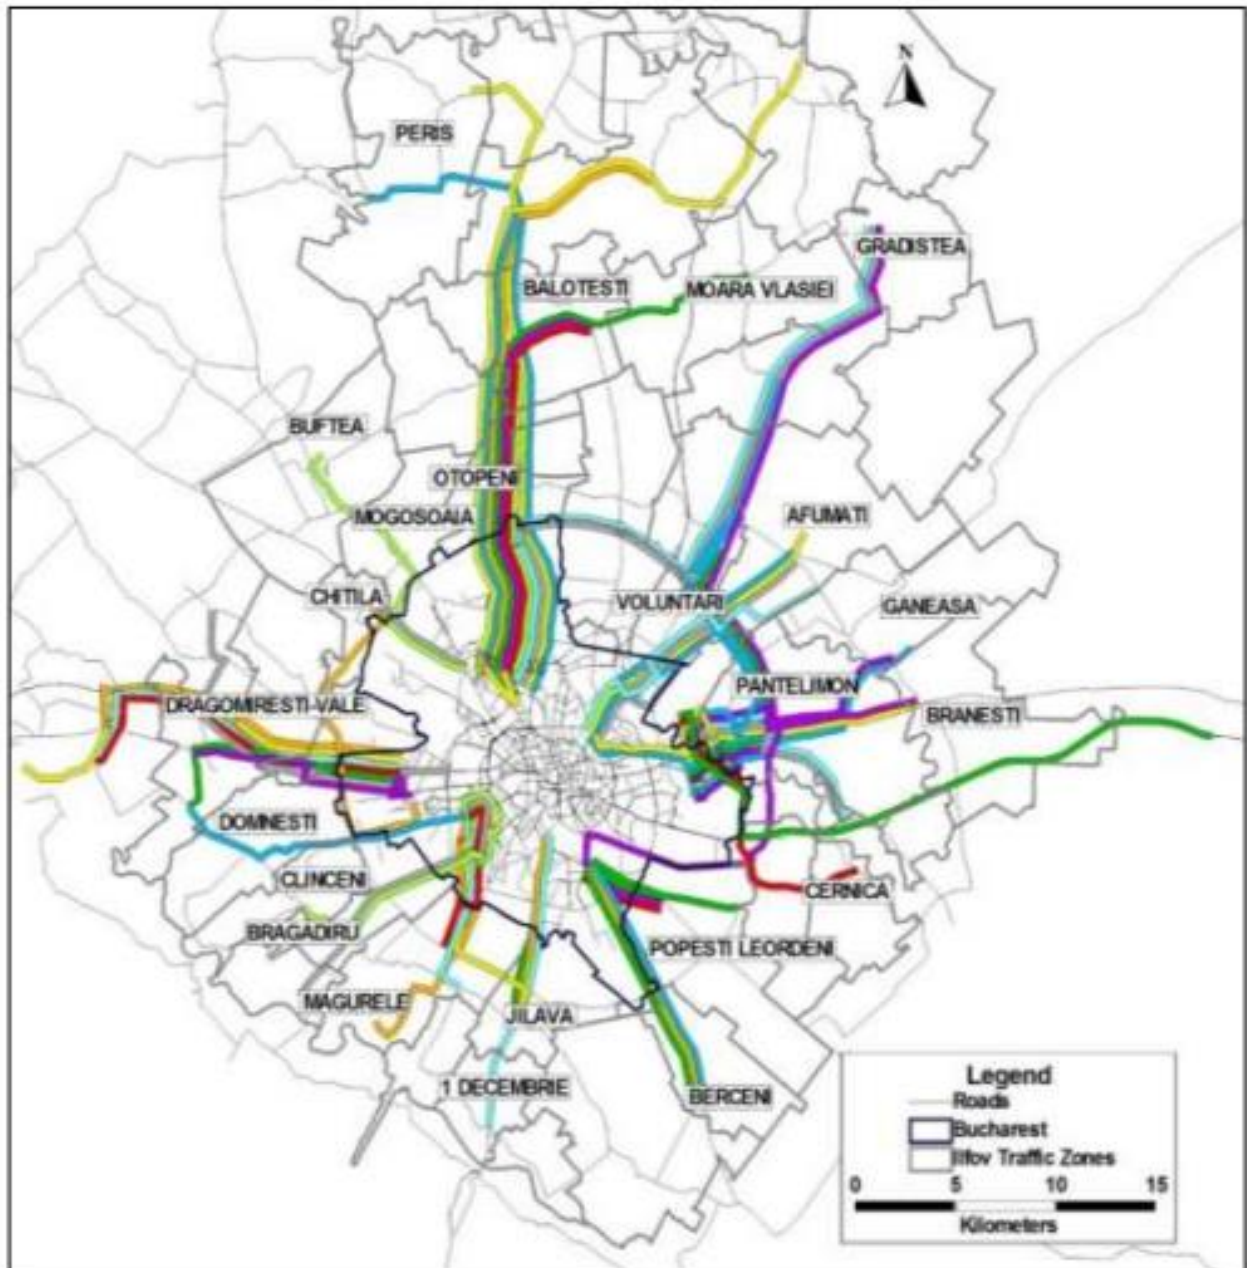 N
PERIS
GRADISTEA
BALOTESTI
MOARA VLASIEI
BUFTEA
OTOPENI
MOGOSOAIA
AFUMATI
CHITILA
VOLUNTARI
GANEASA
PANTELIMON
DRAGOMIRESTI-VALE
BRANESTI
DOMNESTI
CLINCENI
CERNICA
BRAGADIRU
POPESTI LEORDENI
MAGURELE
JILAVA
1 DECEMBRIE
BERCENI
Legend
Roads
Bucharest
Ilfov Traffic Zones
0 5 10 15
Kilometers